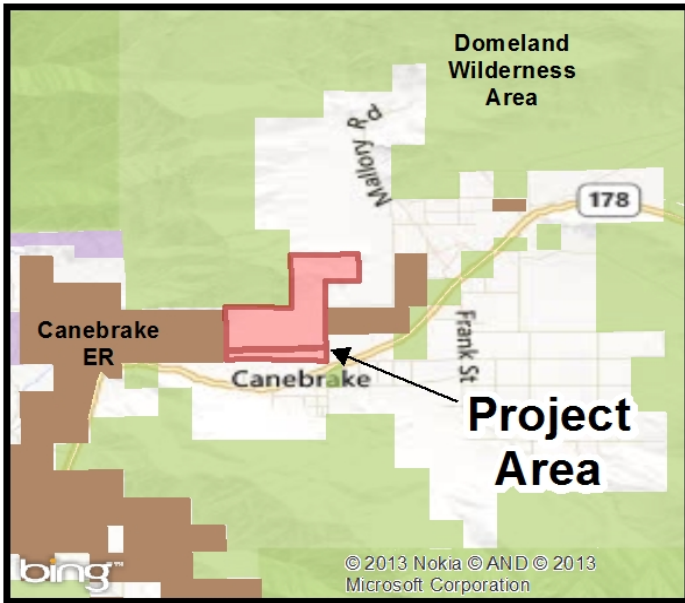 Domeland
Wilderness
Area
Mallory Rd
178
Canebrake
ER
Frank St
Canebrake
Project
Area
bing™
© 2013 Nokia © AND © 2013
Microsoft Corporation